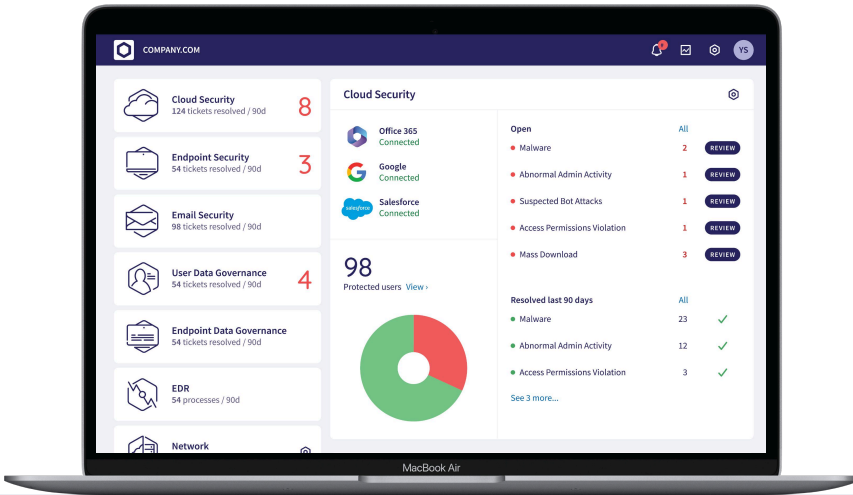 COMPANY.COM
YS
Cloud Security
124 tickets resolved / 90d
8
Endpoint Security
54 tickets resolved / 90d
3
Email Security
98 tickets resolved / 90d
User Data Governance
54 tickets resolved / 90d
4
Endpoint Data Governance
54 tickets resolved / 90d
EDR
54 processes / 90d
Network
Cloud Security
Office 365
Connected
Google
Connected
salesforce
Salesforce
Connected
98
Protected users View ›
Open All
Malware 2 REVIEW
Abnormal Admin Activity 1 REVIEW
Suspected Bot Attacks 1 REVIEW
Access Permissions Violation 1 REVIEW
Mass Download 3 REVIEW
Resolved last 90 days All
Malware 23
Abnormal Admin Activity 12
Access Permissions Violation 3
See 3 more...
MacBook Air